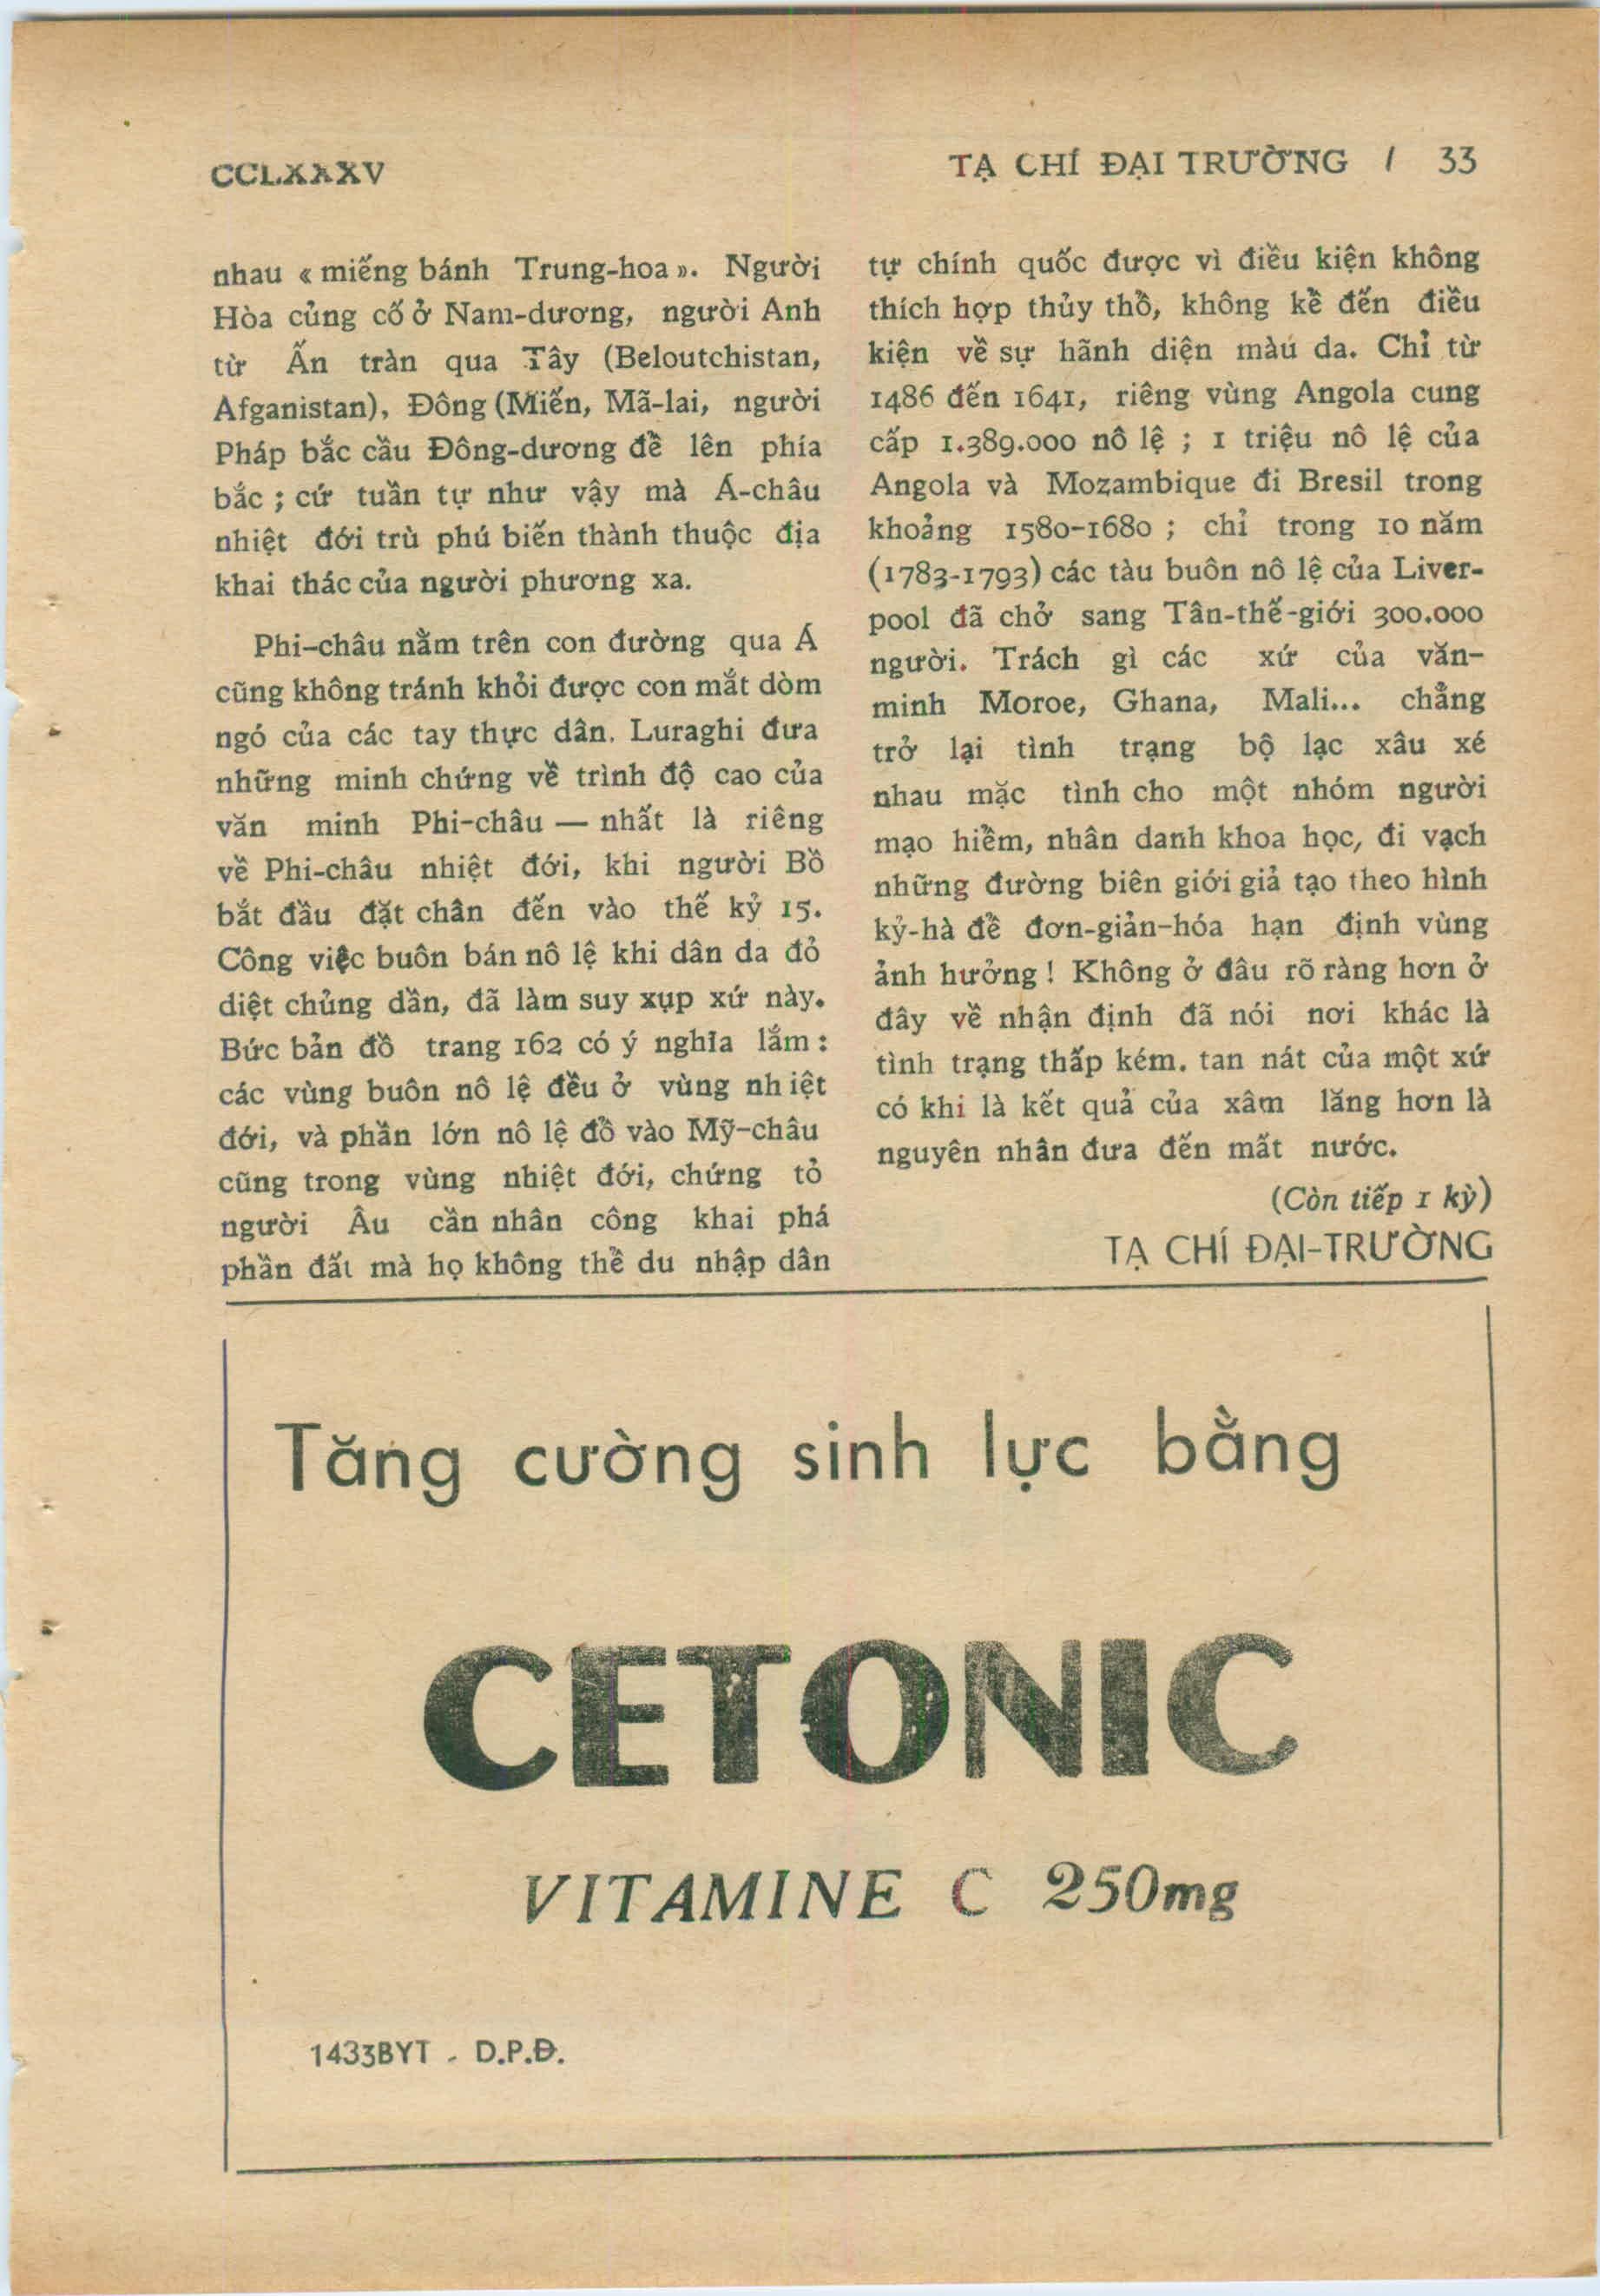 CCLXXXV
TẠ CHÍ ĐẠI TRƯỜNG / 33
nhau « miếng bánh Trung-hoa ». Người
Hòa củng cố ở Nam-dương, người Anh
từ Ấn tràn qua Tây (Beloutchistan,
Afganistan), Đông (Miến, Mã-lai, người
Pháp bắc cầu Đông-dương để lên phía
bắc ; cứ tuần tự như vậy mà Á-châu
nhiệt đới trù phú biến thành thuộc địa
khai thác của người phương xa.
Phi-châu nằm trên con đường qua Á
cũng không tránh khỏi được con mắt dòm
ngó của các tay thực dân. Luraghi đưa
những minh chứng về trình độ cao của
văn minh Phi-châu — nhất là riêng
về Phi-châu nhiệt đới, khi người Bồ
bắt đầu đặt chân đến vào thế kỷ 15.
Công việc buôn bán nô lệ khi dân da đỏ
diệt chủng dần, đã làm suy xụp xứ này.
Bức bản đồ trang 162 có ý nghĩa lắm :
các vùng buôn nô lệ đều ở vùng nhiệt
đới, và phần lớn nô lệ đổ vào Mỹ-châu
cũng trong vùng nhiệt đới, chứng tỏ
người Âu cần nhân công khai phá
phần đất mà họ không thể du nhập dân
tự chính quốc được vì điều kiện không
thích hợp thủy thổ, không kể đến điều
kiện về sự hãnh diện màu da. Chỉ từ
1486 đến 1641, riêng vùng Angola cung
cấp 1.389.000 nô lệ ; 1 triệu nô lệ của
Angola và Mozambique đi Bresil trong
khoảng 1580-1680 ; chỉ trong 10 năm
(1783-1793) các tàu buôn nô lệ của Liver-
pool đã chở sang Tân-thế-giới 300.000
người. Trách gì các xứ của văn-
minh Moroe, Ghana, Mali... chẳng
trở lại tình trạng bộ lạc xâu xé
nhau mặc tình cho một nhóm người
mạo hiểm, nhân danh khoa học, đi vạch
những đường biên giới giả tạo theo hình
kỷ-hà để đơn-giản-hóa hạn định vùng
ảnh hưởng ! Không ở đâu rõ ràng hơn ở
đây về nhận định đã nói nơi khác là
tình trạng thấp kém. tan nát của một xứ
có khi là kết quả của xâm lăng hơn là
nguyên nhân đưa đến mất nước.
(Còn tiếp 1 kỳ)
TẠ CHÍ ĐẠI-TRƯỜNG
Tăng cường sinh lực bằng
CETONIC
VITAMINE C 250mg
1433BYT - D.P.Đ.